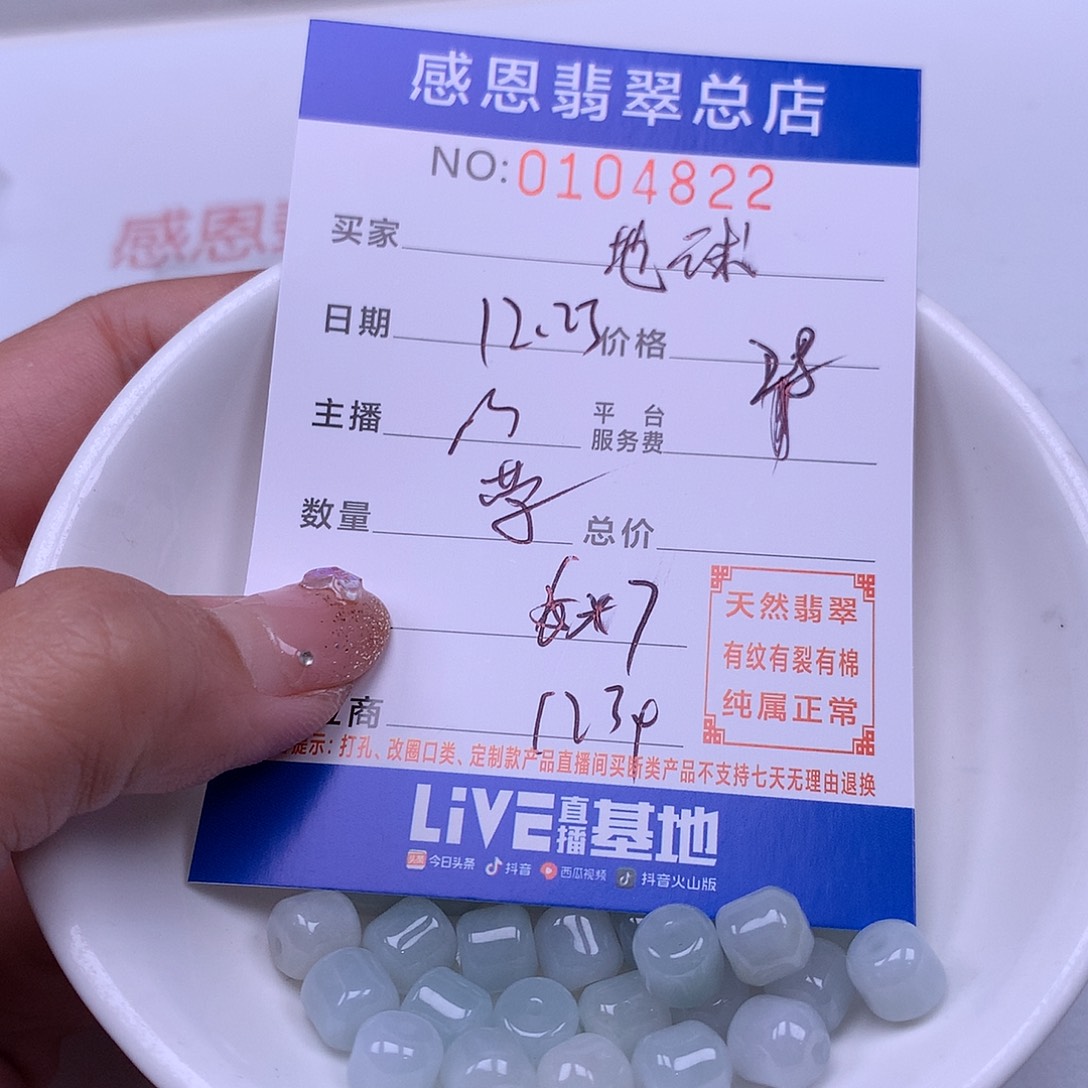 感恩翡翠总店
NO:0104822
感恩
买家 地球
日期 12.23 价格
主播 平台服务费
数量 总价
7
商
天然翡翠
有纹有裂有棉
纯属正常
提示：打孔、改圈口类、定制款产品直播间买断类产品不支持七天无理由退换
LiVE直播基地
头条 今日头条 抖音 西瓜视频 抖音火山版